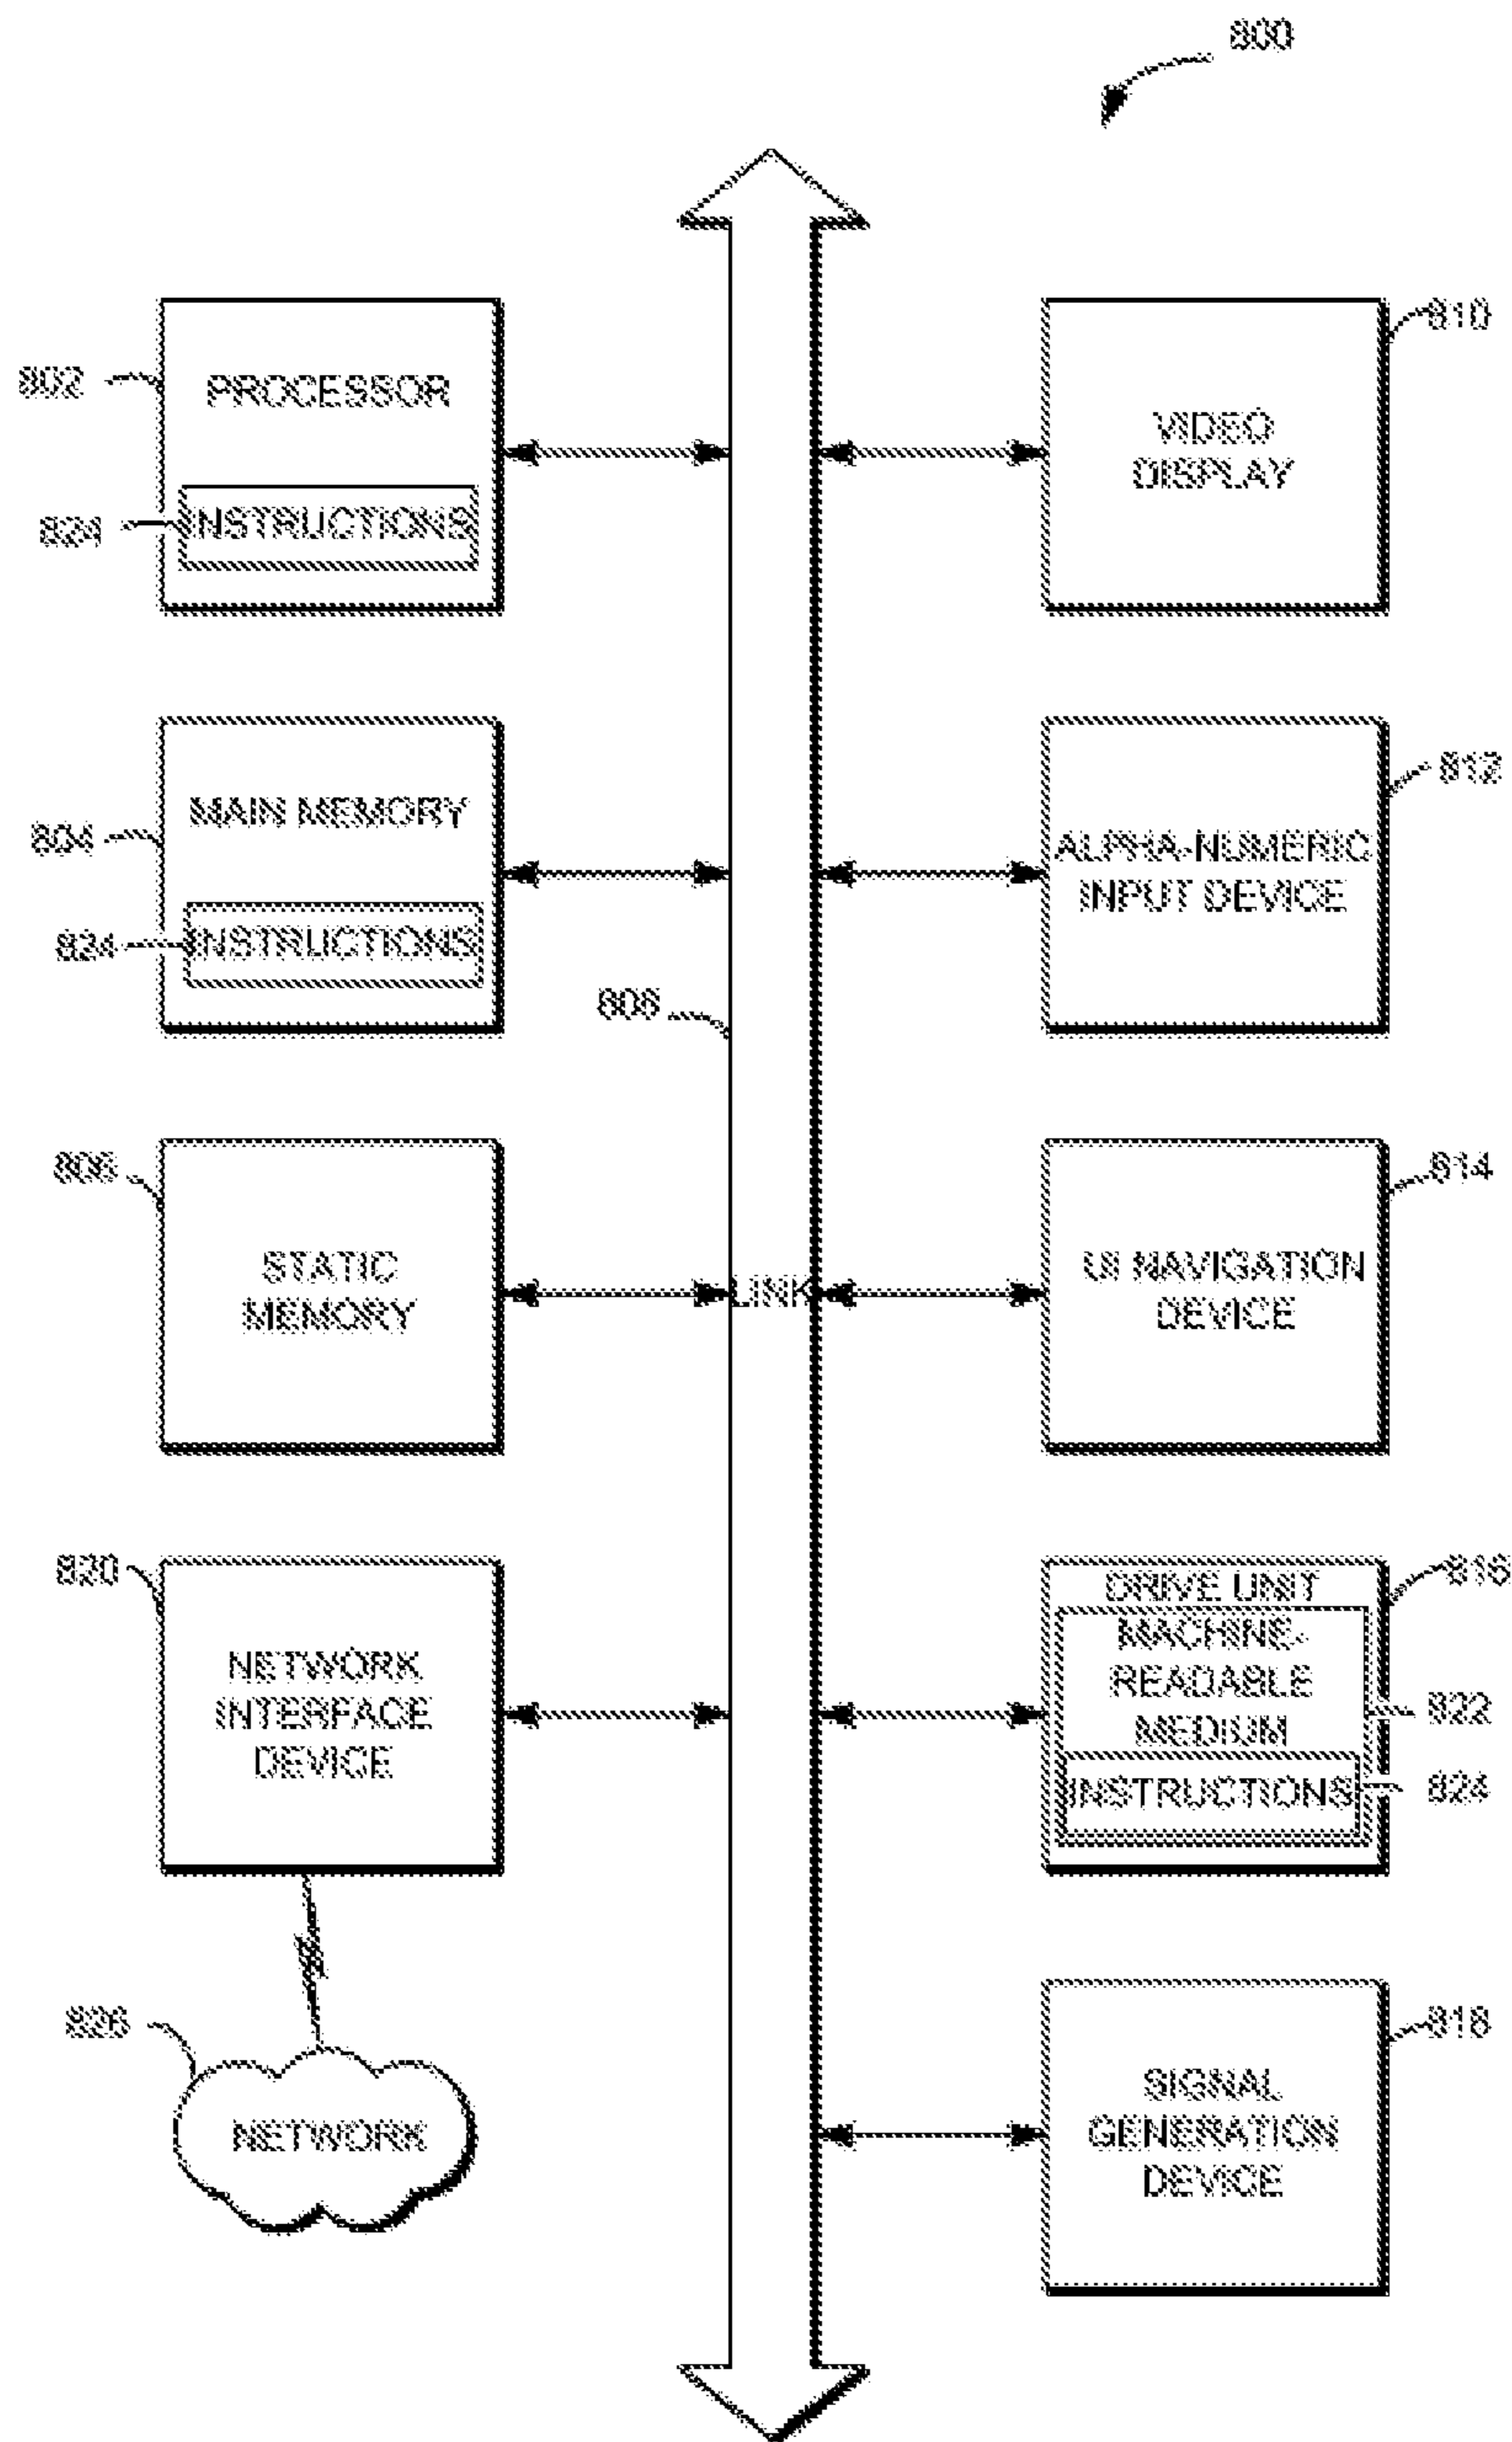 800
802
PROCESSOR
824
INSTRUCTIONS
810
VIDEO
DISPLAY
804
MAIN MEMORY
824
INSTRUCTIONS
808
812
ALPHA-NUMERIC
INPUT DEVICE
806
STATIC
MEMORY
LINK
814
UI NAVIGATION
DEVICE
820
NETWORK
INTERFACE
DEVICE
816
DRIVE UNIT
MACHINE-
READABLE
MEDIUM
822
INSTRUCTIONS
824
826
NETWORK
818
SIGNAL
GENERATION
DEVICE